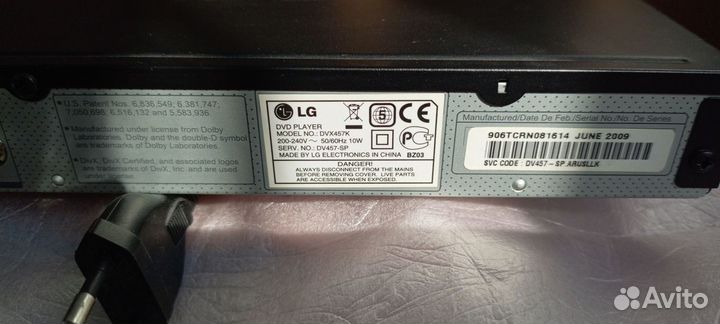 U.S. Patent Nos. 6,836,549; 6,381,747;
7,050,698; 6,516,132 and 5,583,936.
Manufactured under license from Dolby
Laboratories. Dolby and the double-D symbol
are trademarks of Dolby Laboratories.
DivX, DivX Certified, and associated logos
are trademarks of DivX, Inc. and are used
under license.
LG
DVD PLAYER
MODEL NO.: DVX457K
200-240V ~ 50/60Hz 10W
SERV. NO.: DV457-SP
MADE BY LG ELECTRONICS IN CHINA BZ03
5
DANGER!
ALWAYS DISCONNECT FROM THE MAINS
BEFORE REMOVING COVER. LIVE PARTS
ARE ACCESSIBLE WHEN EXPOSED.
Manufactured/Date De Feb./Serial No./No. De Series
906TCRN081614 JUNE 2009
SVC CODE : DV457-SP.ARUSLLK
Avito